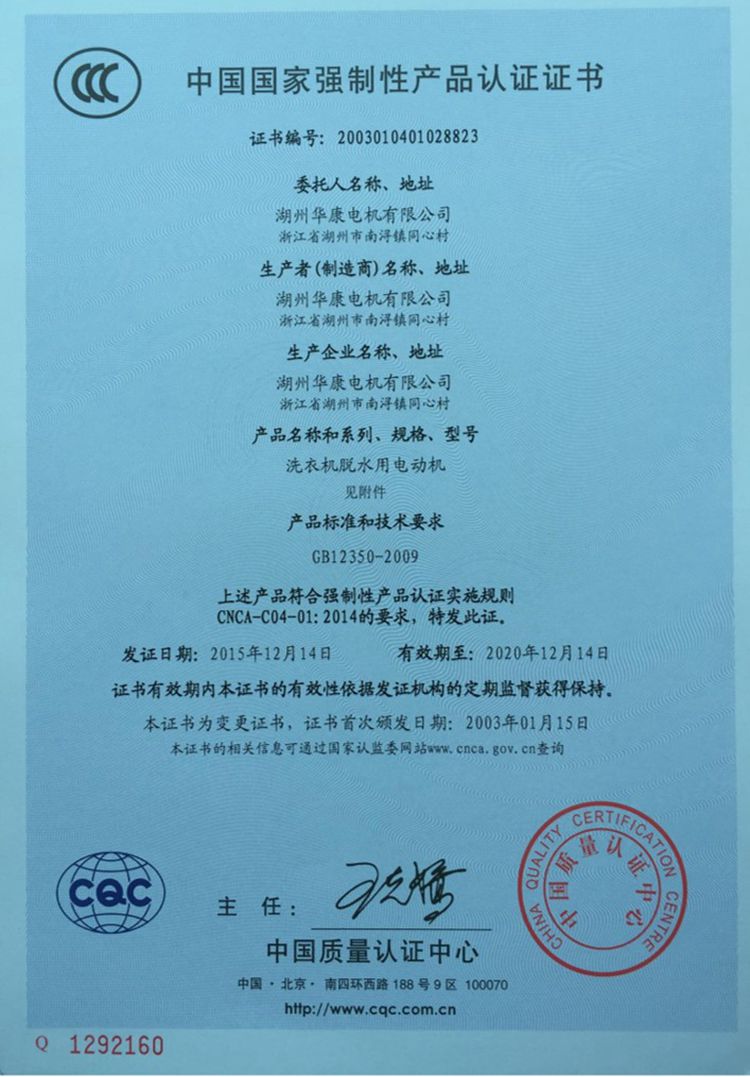 中国国家强制性产品认证证书
证书编号：2003010401028823
委托人名称、地址
湖州华康电机有限公司
浙江省湖州市南浔镇同心村
生产者(制造商)名称、地址
湖州华康电机有限公司
浙江省湖州市南浔镇同心村
生产企业名称、地址
湖州华康电机有限公司
浙江省湖州市南浔镇同心村
产品名称和系列、规格、型号
洗衣机脱水用电动机
见附件
产品标准和技术要求
GB12350-2009
上述产品符合强制性产品认证实施规则
CNCA-C04-01:2014的要求，特发此证。
发证日期：2015年12月14日 有效期至：2020年12月14日
证书有效期内本证书的有效性依据发证机构的定期监督获得保持。
本证书为变更证书，证书首次颁发日期：2003年01月15日
本证书的相关信息可通过国家认监委网站www.cnca.gov.cn查询
CQC
主 任：
CHINA QUALITY CERTIFICATION CENTRE
中国质量认证中心
中国质量认证中心
中国·北京·南四环西路 188 号 9 区 100070
http://www.cqc.com.cn
Q 1292160